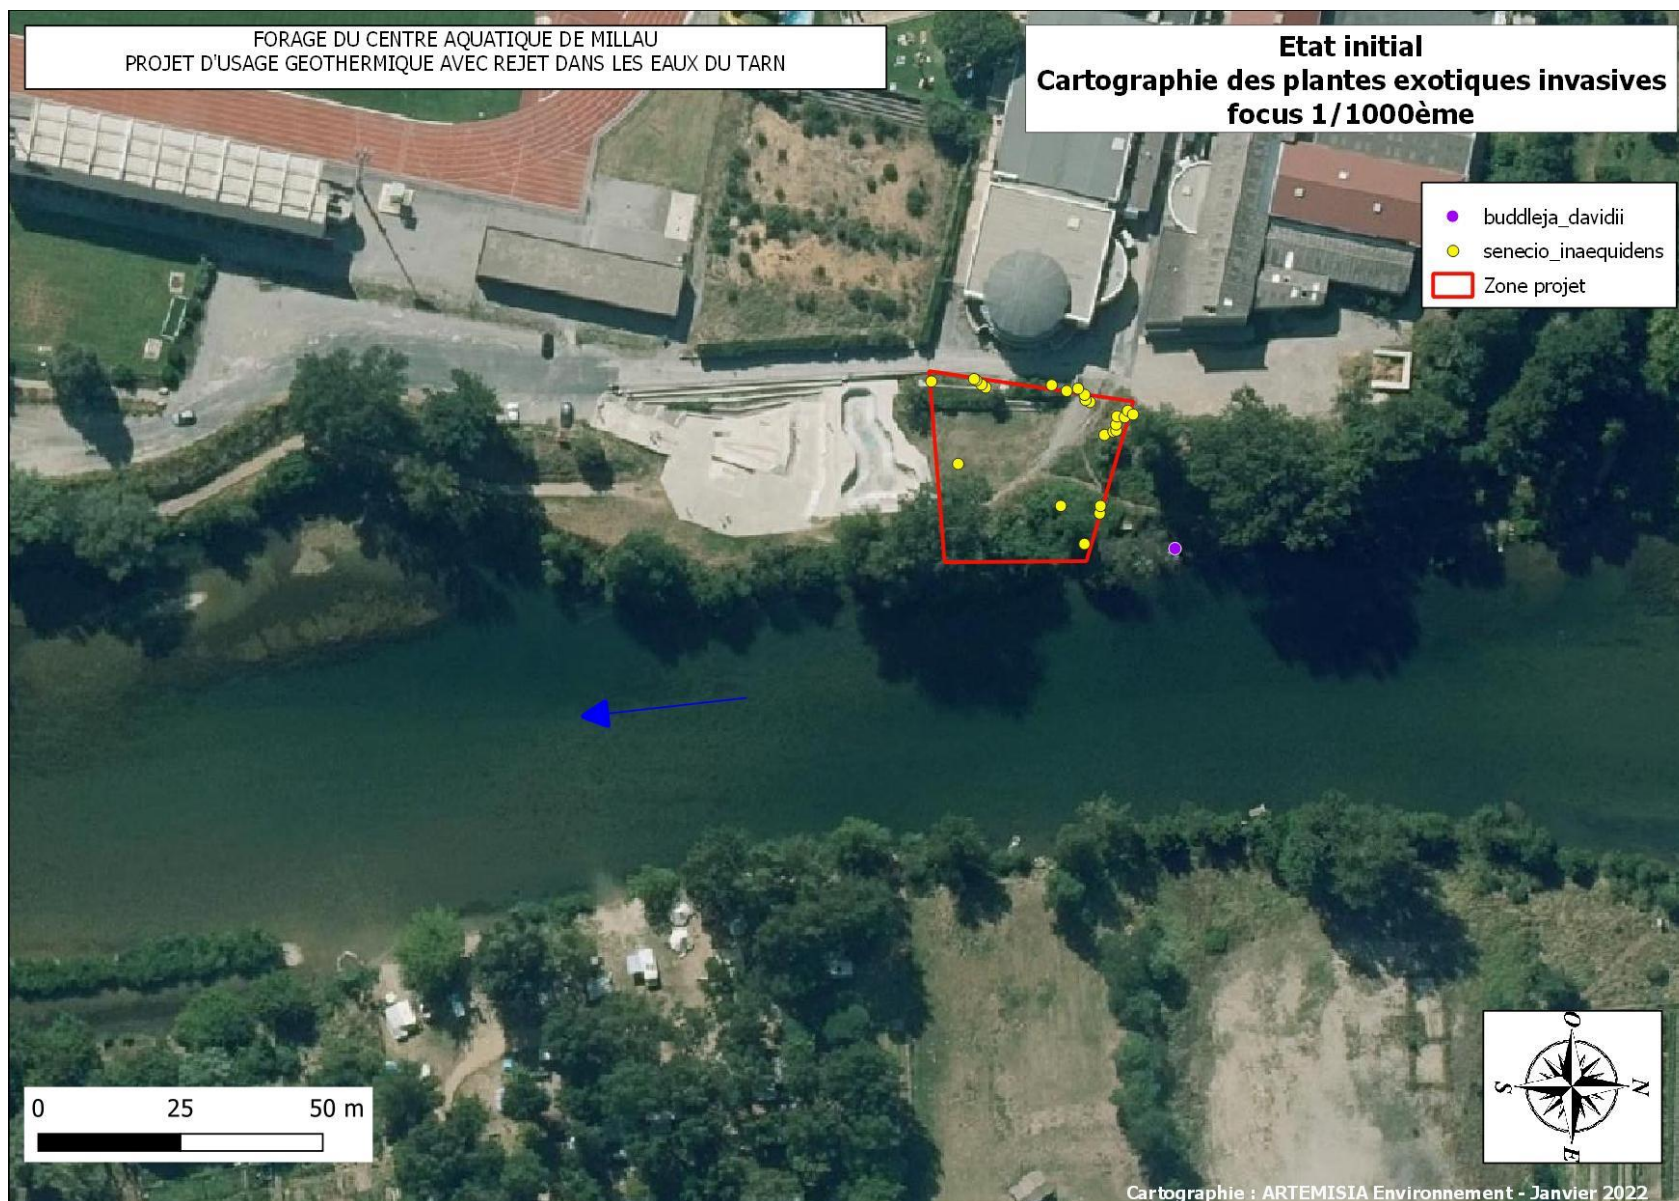 FORAGE DU CENTRE AQUATIQUE DE MILLAU
PROJET D'USAGE GEOTHERMIQUE AVEC REJET DANS LES EAUX DU TARN
Etat initial
Cartographie des plantes exotiques invasives
focus 1/1000ème
buddleja_davidii
senecio_inaequidens
Zone projet
O
S
N
E
0 25 50 m
Cartographie : ARTEMISIA Environnement - Janvier 2022